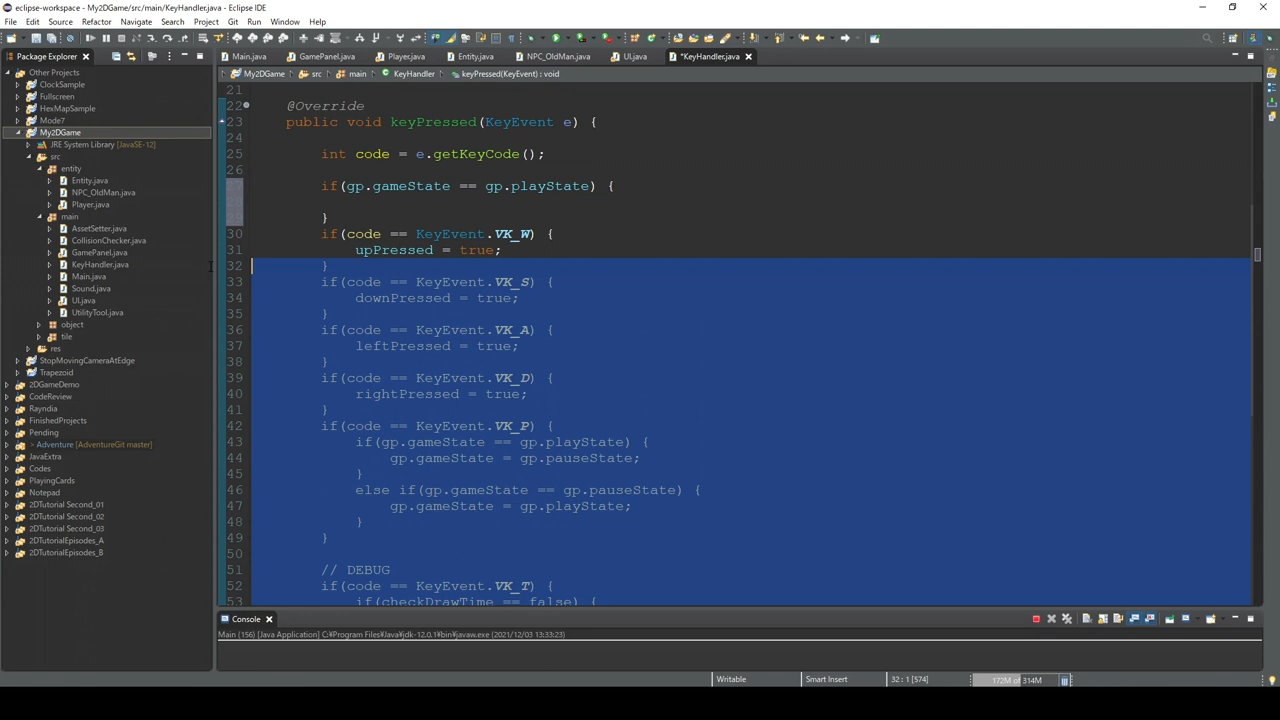 eclipse-workspace - My2DGame/src/main/KeyHandler.java - Eclipse IDE
File Edit Source Refactor Navigate Search Project Git Run Window Help
Package Explorer
Main.java GamePanel.java Player.java Entity.java NPC_OldMan.java UI.java *KeyHandler.java
My2DGame src main KeyHandler keyPressed(KeyEvent) : void
Other Projects
ClockSample
Fullscreen
HexMapSample
Mode7
My2DGame
JRE System Library [JavaSE-12]
src
entity
Entity.java
NPC_OldMan.java
Player.java
main
AssetSetter.java
CollisionChecker.java
GamePanel.java
KeyHandler.java
Main.java
Sound.java
UI.java
UtilityTool.java
object
tile
res
StopMovingCameraAtEdge
Trapezoid
2DGameDemo
CodeReview
Rayndia
FinishedProjects
Pending
> Adventure [AdventureGit master]
JavaExtra
Codes
PlayingCards
Notepad
2DTutorial Second_01
2DTutorial Second_02
2DTutorial Second_03
2DTutorialEpisodes_A
2DTutorialEpisodes_B
21
22 @Override
23 public void keyPressed(KeyEvent e) {
24
25 int code = e.getKeyCode();
26
27 if(gp.gameState == gp.playState) {
28
29 }
30 if(code == KeyEvent.VK_W) {
31 upPressed = true;
32 }
33 if(code == KeyEvent.VK_S) {
34 downPressed = true;
35 }
36 if(code == KeyEvent.VK_A) {
37 leftPressed = true;
38 }
39 if(code == KeyEvent.VK_D) {
40 rightPressed = true;
41 }
42 if(code == KeyEvent.VK_P) {
43 if(gp.gameState == gp.playState) {
44 gp.gameState = gp.pauseState;
45 }
46 else if(gp.gameState == gp.pauseState) {
47 gp.gameState = gp.playState;
48 }
49 }
50
51 // DEBUG
52 if(code == KeyEvent.VK_T) {
53 if(checkDrawTime == false) {
Console
Main (156) [Java Application] C:\Program Files\Java\jdk-12.0.1\bin\javaw.exe (2021/12/03 13:33:23)
Writable Smart Insert 32 : 1 [574] 172M of 314M